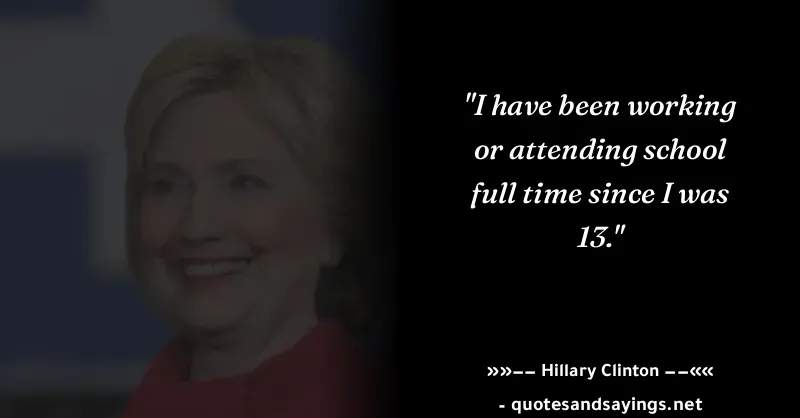 "I have been working
or attending school
full time since I was
13."
»»–– Hillary Clinton ––««
- quotesandsayings.net